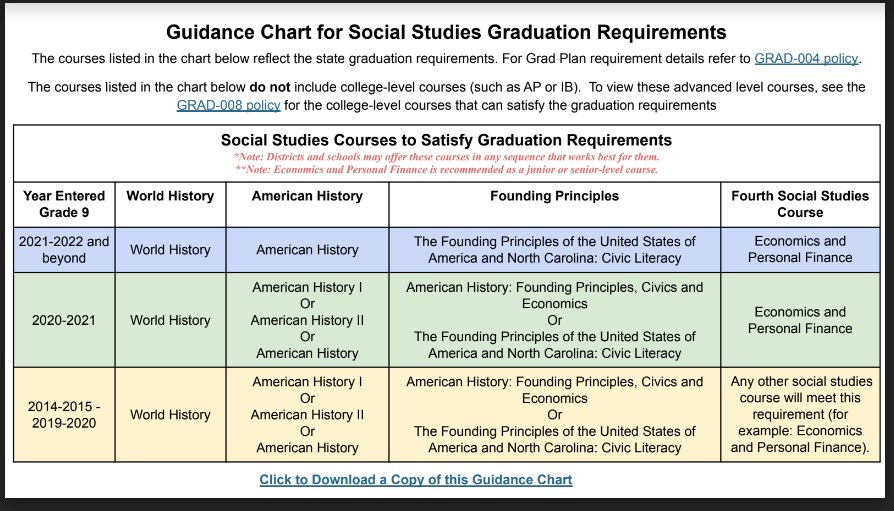 Guidance Chart for Social Studies Graduation Requirements
The courses listed in the chart below reflect the state graduation requirements. For Grad Plan requirement details refer to GRAD-004 policy.
The courses listed in the chart below do not include college-level courses (such as AP or IB).  To view these advanced level courses, see the
GRAD-008 policy for the college-level courses that can satisfy the graduation requirements
Social Studies Courses to Satisfy Graduation Requirements
*Note: Districts and schools may offer these courses in any sequence that works best for them.
**Note: Economics and Personal Finance is recommended as a junior or senior-level course.
Year Entered
Grade 9
World History
American History
Founding Principles
Fourth Social Studies
Course
2021-2022 and
beyond
World History
American History
The Founding Principles of the United States of
America and North Carolina: Civic Literacy
Economics and
Personal Finance
2020-2021
World History
American History I
Or
American History II
Or
American History
American History: Founding Principles, Civics and
Economics
Or
The Founding Principles of the United States of
America and North Carolina: Civic Literacy
Economics and
Personal Finance
2014-2015 -
2019-2020
World History
American History I
Or
American History II
Or
American History
American History: Founding Principles, Civics and
Economics
Or
The Founding Principles of the United States of
America and North Carolina: Civic Literacy
Any other social studies
course will meet this
requirement (for
example: Economics
and Personal Finance).
Click to Download a Copy of this Guidance Chart